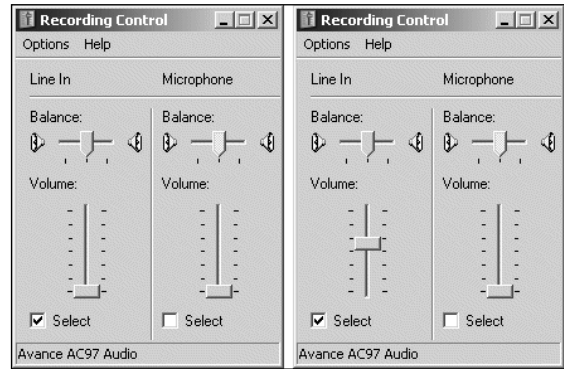 Recording Control
Options Help
Line In Microphone
Balance: Balance:
Volume: Volume:
Select Select
Avance AC97 Audio
Recording Control
Options Help
Line In Microphone
Balance: Balance:
Volume: Volume:
Select Select
Avance AC97 Audio